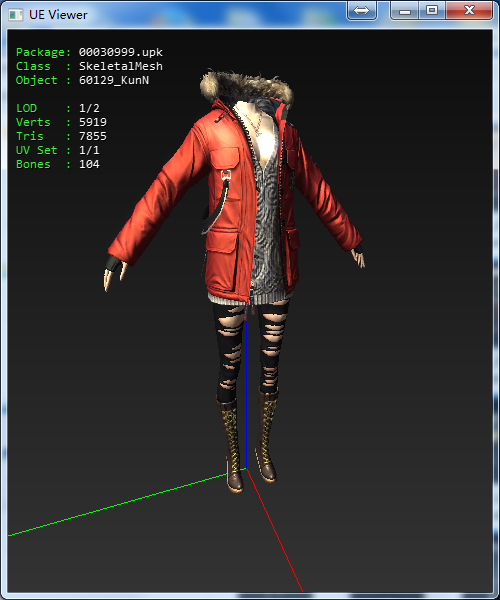 UE Viewer
Package: 00030999.upk
Class : SkeletalMesh
Object : 60129_KunN
LOD : 1/2
Verts : 5919
Tris : 7855
UV Set : 1/1
Bones : 104